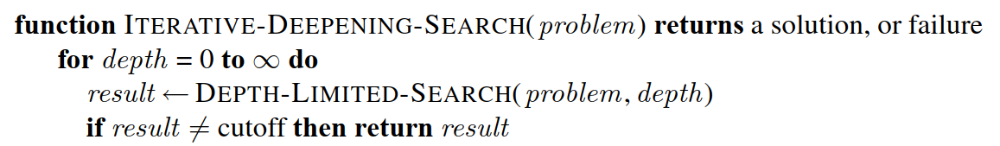 function ITERATIVE-DEEPENING-SEARCH(problem) returns a solution, or failure
for depth = 0 to ∞ do
result ← DEPTH-LIMITED-SEARCH(problem, depth)
if result ≠ cutoff then return result